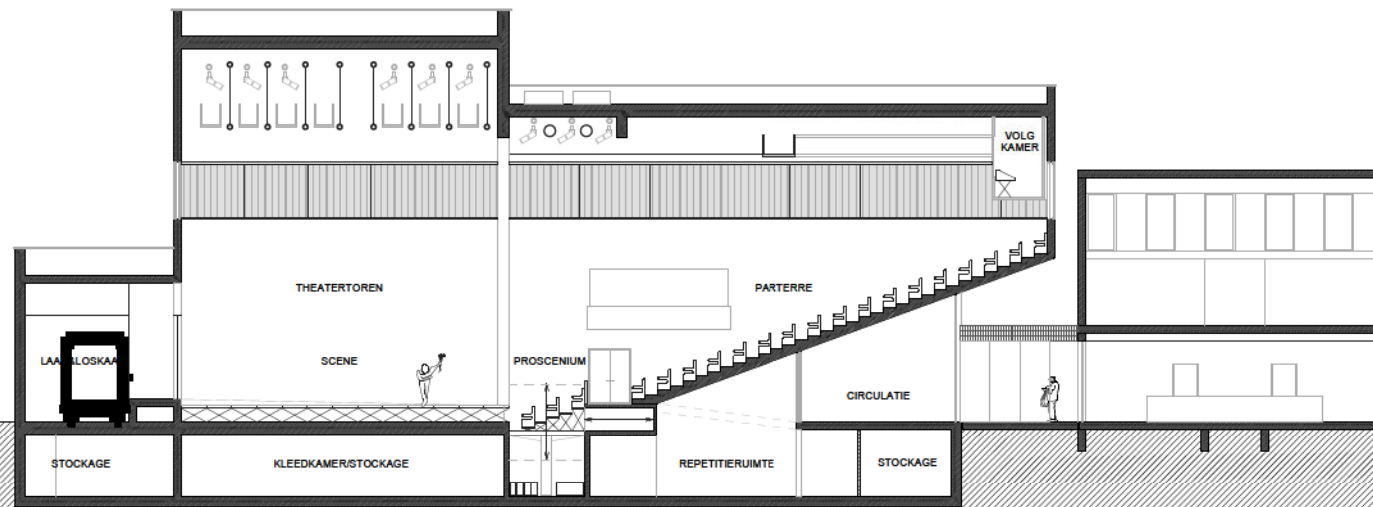 VOLG
KAMER
THEATERTOREN
PARTERRE
SCENE
PROSCENIUM
CIRCULATIE
STOCKAGE
KLEEDKAMER/STOCKAGE
REPETITIERUIMTE
STOCKAGE